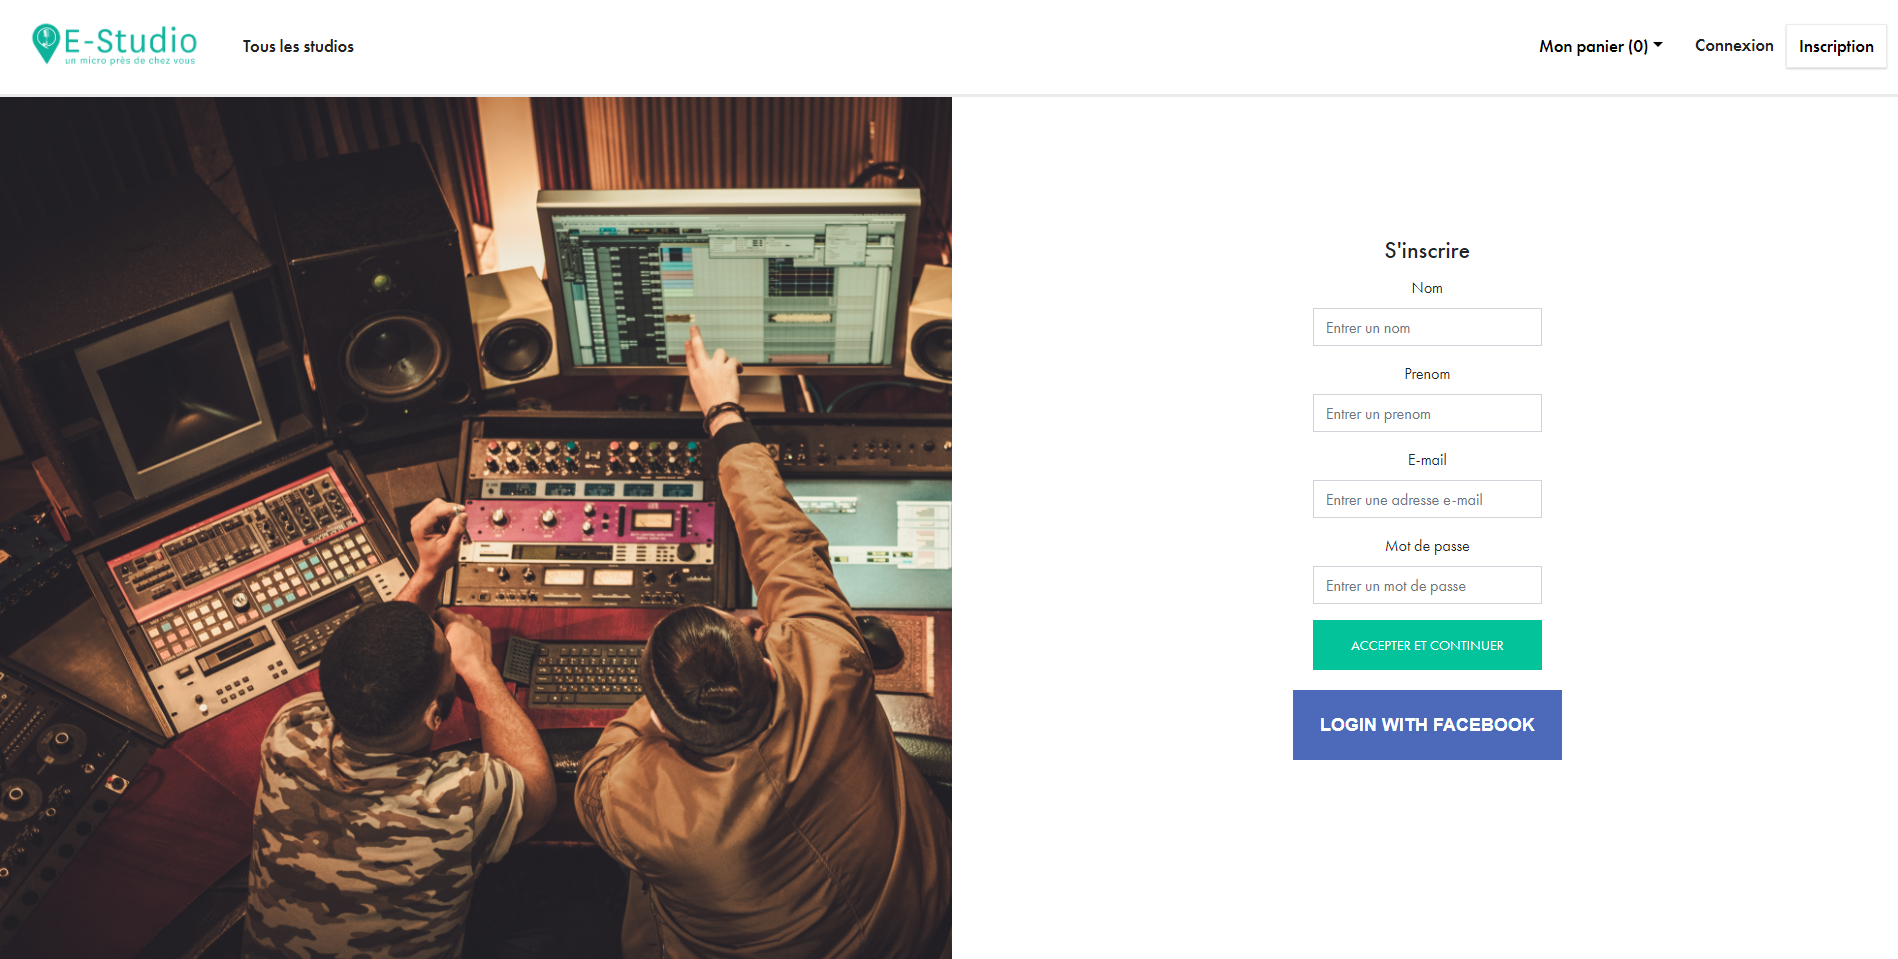 E-Studio
un micro près de chez vous
Tous les studios
Mon panier (0)
Connexion
Inscription
S'inscrire
Nom
Entrer un nom
Prenom
Entrer un prenom
E-mail
Entrer une adresse e-mail
Mot de passe
Entrer un mot de passe
ACCEPTER ET CONTINUER
LOGIN WITH FACEBOOK